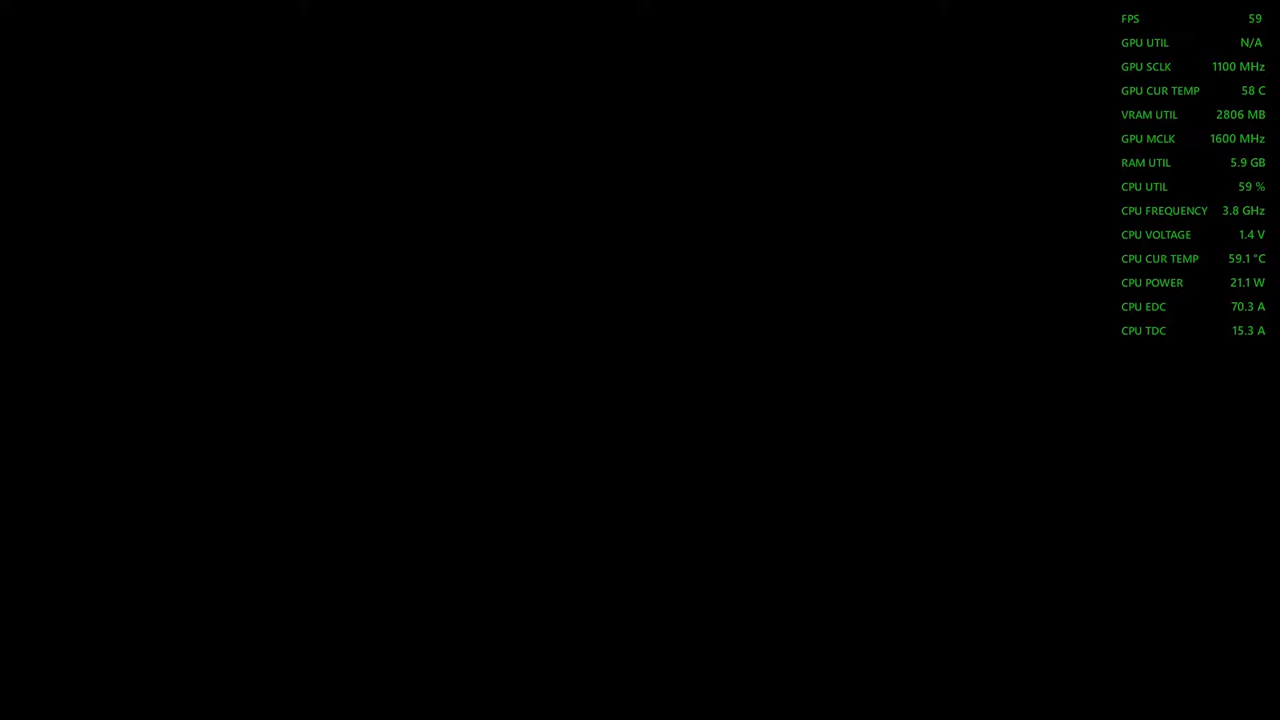 FPS 59
GPU UTIL N/A
GPU SCLK 1100 MHz
GPU CUR TEMP 58 C
VRAM UTIL 2806 MB
GPU MCLK 1600 MHz
RAM UTIL 5.9 GB
CPU UTIL 59 %
CPU FREQUENCY 3.8 GHz
CPU VOLTAGE 1.4 V
CPU CUR TEMP 59.1 °C
CPU POWER 21.1 W
CPU EDC 70.3 A
CPU TDC 15.3 A